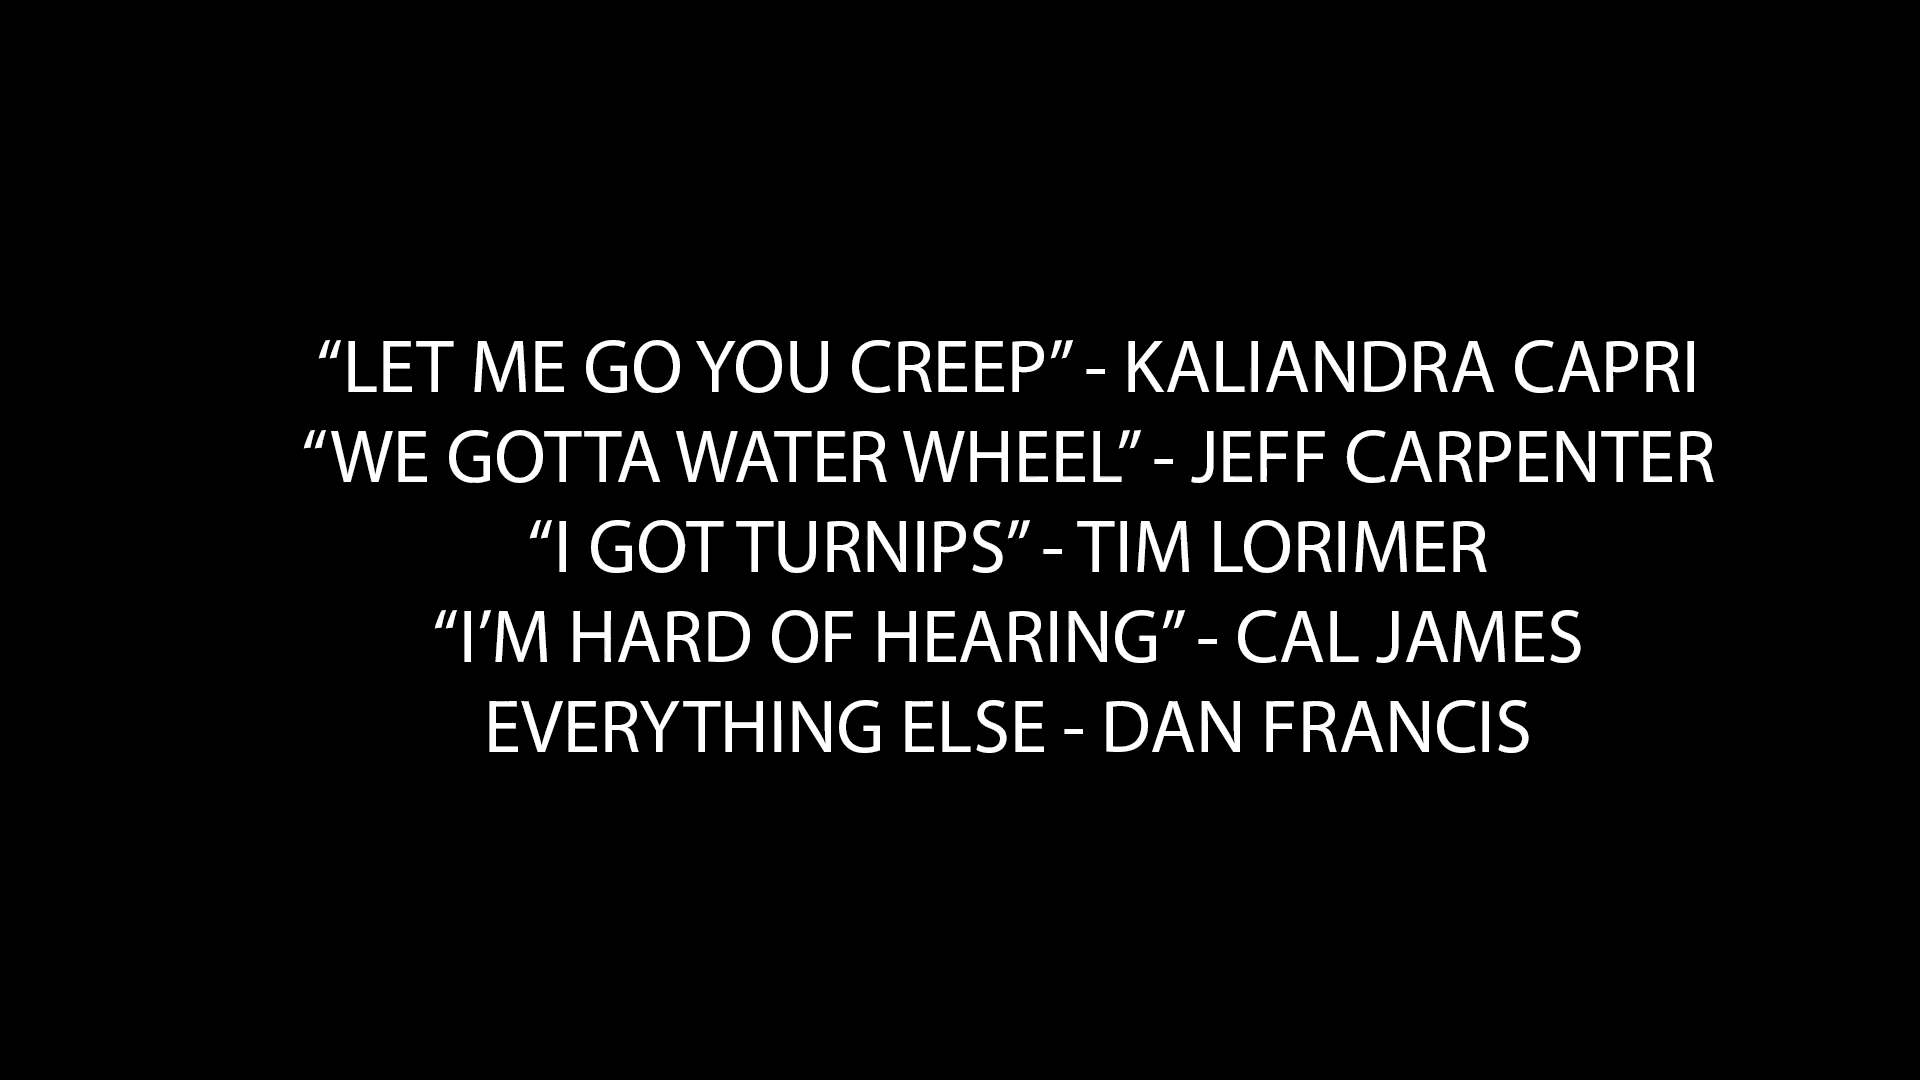 “LET ME GO YOU CREEP” - KALIANDRA CAPRI
“WE GOTTA WATER WHEEL” - JEFF CARPENTER
“I GOT TURNIPS” - TIM LORIMER
“I’M HARD OF HEARING” - CAL JAMES
EVERYTHING ELSE - DAN FRANCIS